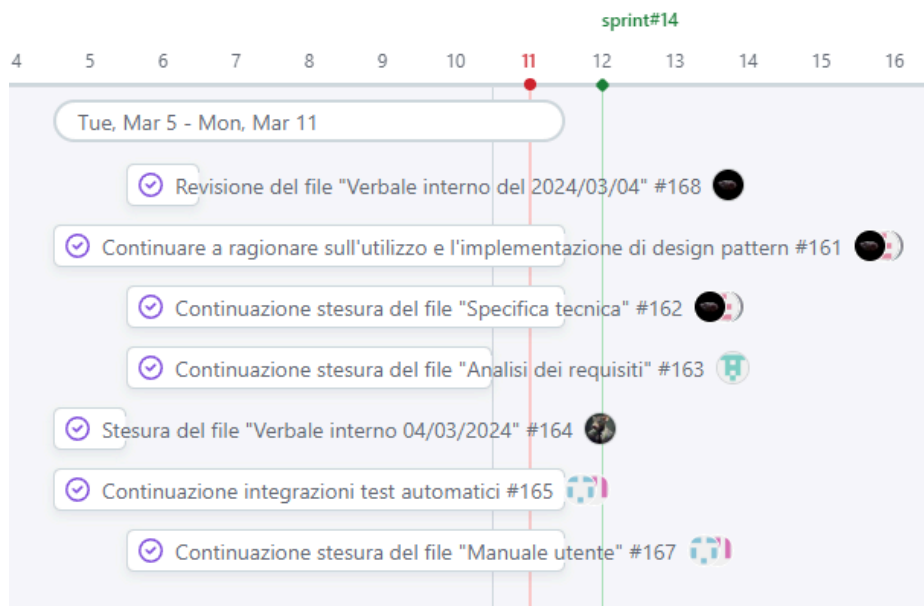 sprint#14
4 5 6 7 8 9 10 11 12 13 14 15 16
Tue, Mar 5 - Mon, Mar 11
Revisione del file "Verbale interno del 2024/03/04" #168
Continuare a ragionare sull'utilizzo e l'implementazione di design pattern #161
Continuazione stesura del file "Specifica tecnica" #162
Continuazione stesura del file "Analisi dei requisiti" #163
Stesura del file "Verbale interno 04/03/2024" #164
Continuazione integrazioni test automatici #165
Continuazione stesura del file "Manuale utente" #167